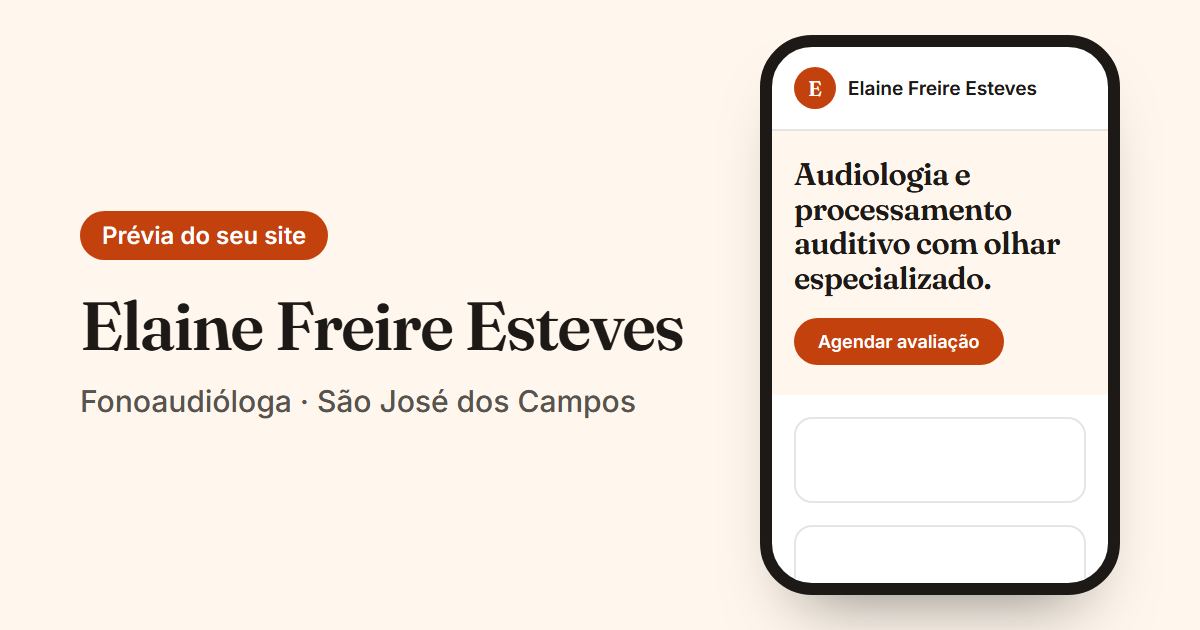 Prévia do seu site
Elaine Freire Esteves
Fonoaudióloga · São José dos Campos
E
Elaine Freire Esteves
Audiologia e
processamento
auditivo com olhar
especializado.
Agendar avaliação